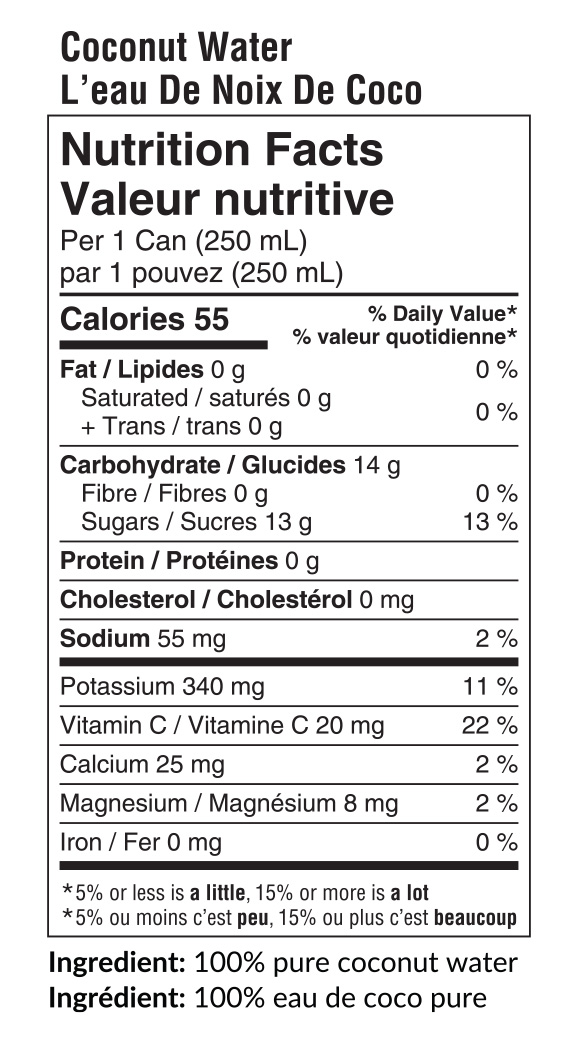 Coconut Water
L’eau De Noix De Coco
Nutrition Facts
Valeur nutritive
Per 1 Can (250 mL)
par 1 pouvez (250 mL)
Calories 55
% Daily Value*
% valeur quotidienne*
Fat / Lipides 0 g 0 %
Saturated / saturés 0 g
+ Trans / trans 0 g
0 %
Carbohydrate / Glucides 14 g
Fibre / Fibres 0 g 0 %
Sugars / Sucres 13 g 13 %
Protein / Protéines 0 g
Cholesterol / Cholestérol 0 mg
Sodium 55 mg 2 %
Potassium 340 mg 11 %
Vitamin C / Vitamine C 20 mg 22 %
Calcium 25 mg 2 %
Magnesium / Magnésium 8 mg 2 %
Iron / Fer 0 mg 0 %
*5% or less is a little, 15% or more is a lot
*5% ou moins c’est peu, 15% ou plus c’est beaucoup
Ingredient: 100% pure coconut water
Ingrédient: 100% eau de coco pure